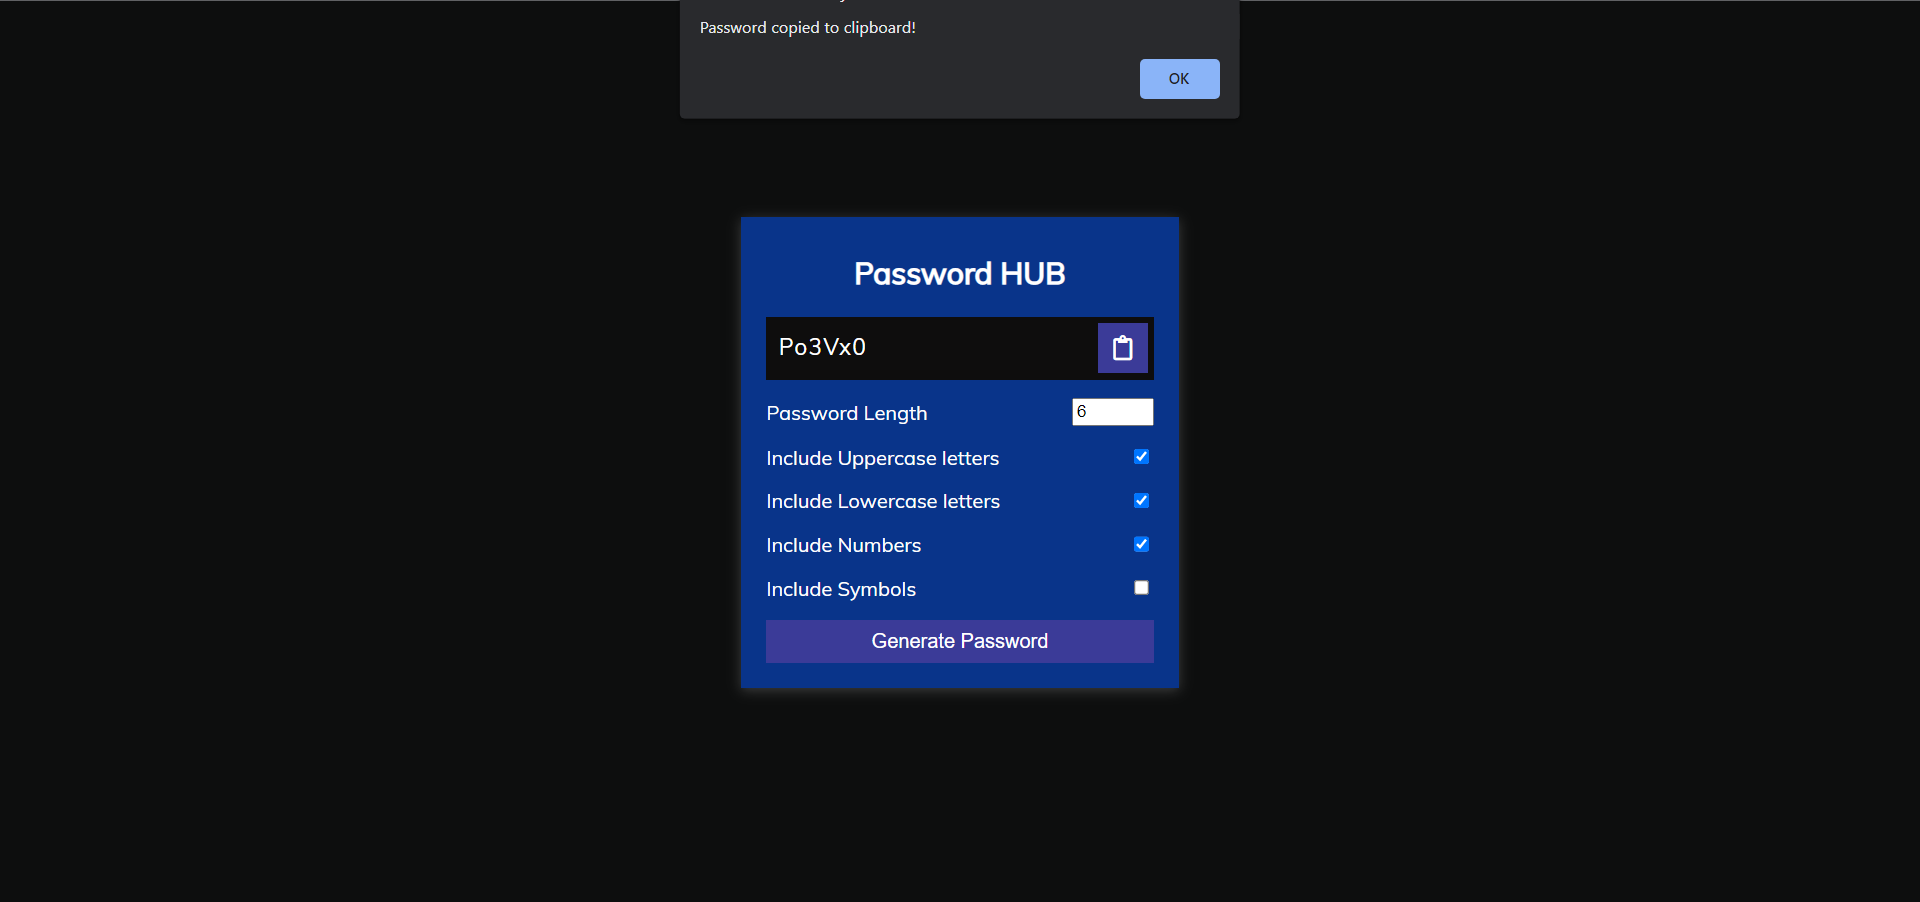 Password copied to clipboard!
OK
Password HUB
Po3Vx0
Password Length
6
Include Uppercase letters
Include Lowercase letters
Include Numbers
Include Symbols
Generate Password